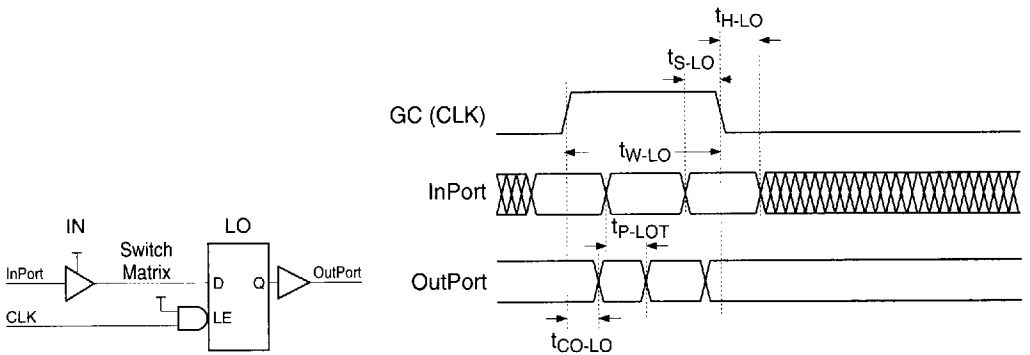 IN
LO
InPort
Switch
Matrix
D
Q
OutPort
CLK
LE
tH-LO
tS-LO
GC (CLK)
tW-LO
InPort
tP-LOT
OutPort
tCO-LO